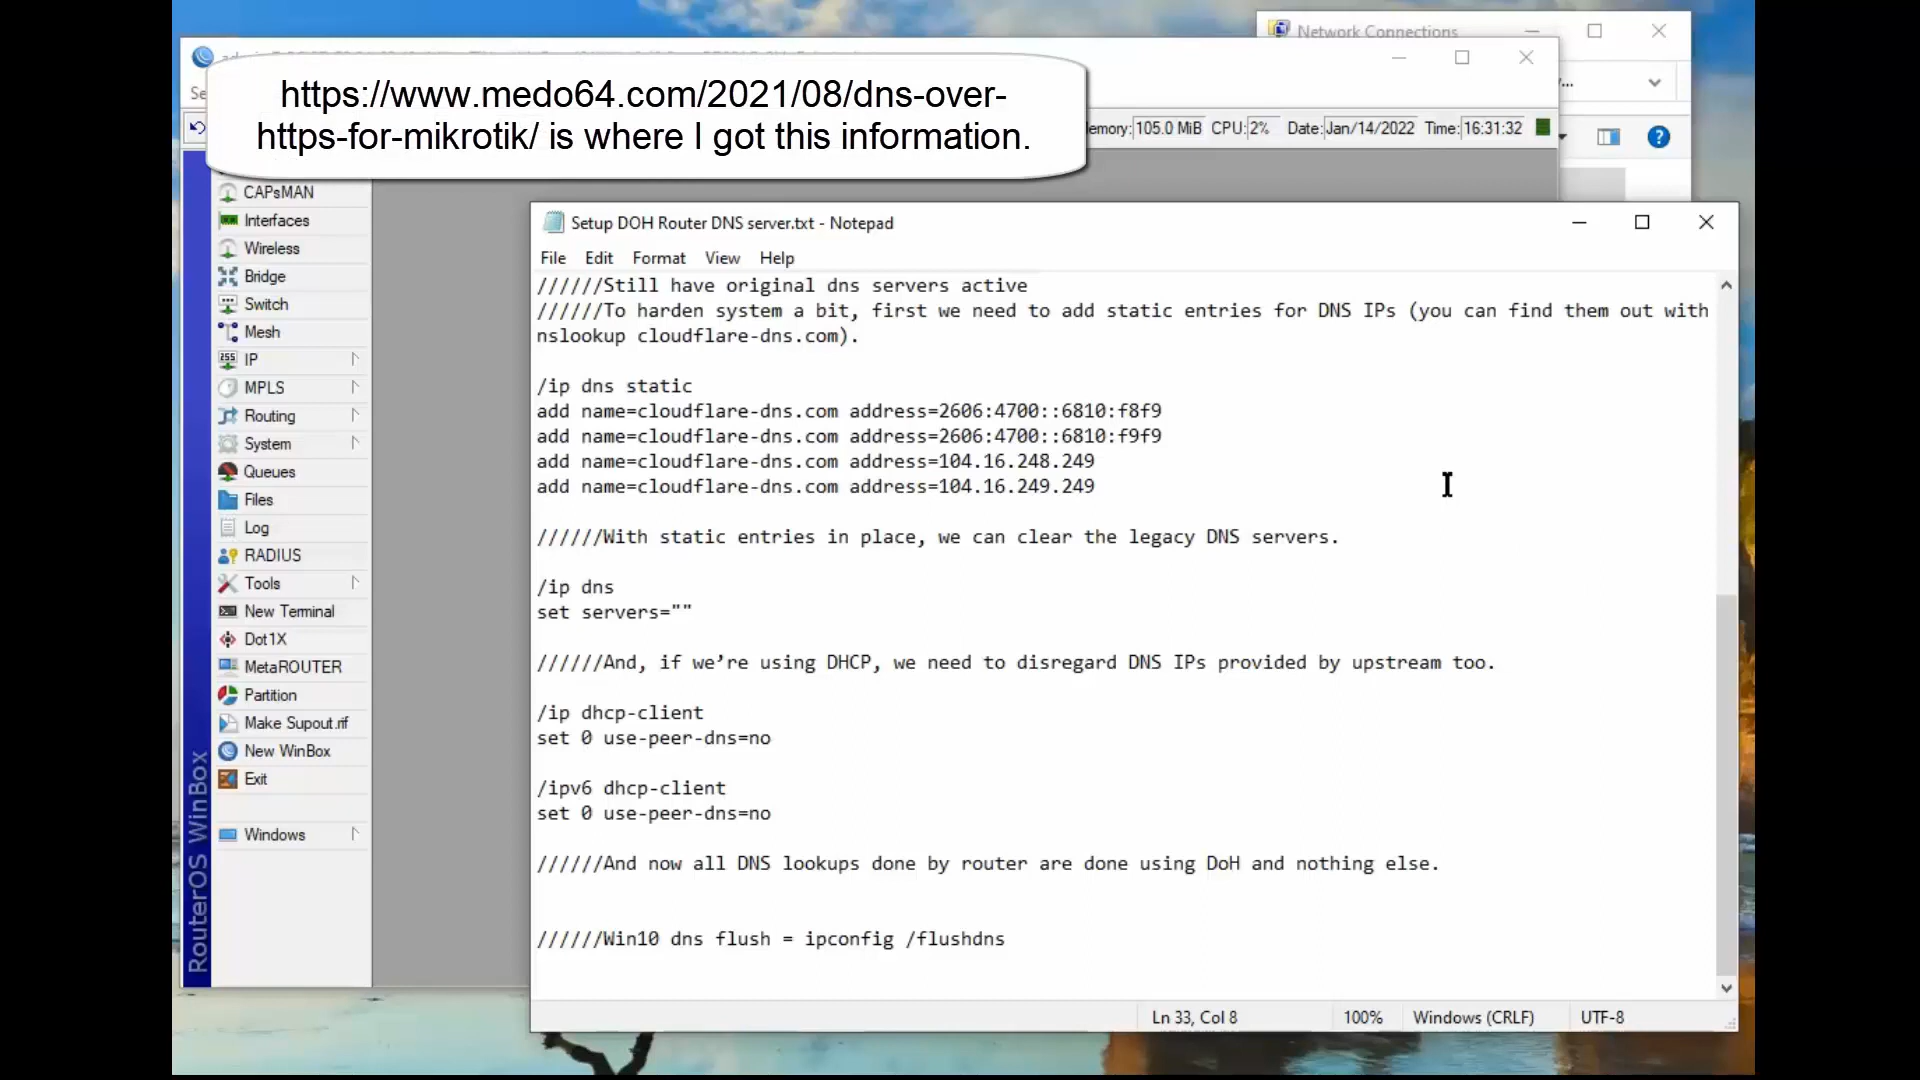 Network Connections
https://www.medo64.com/2021/08/dns-over-
https-for-mikrotik/ is where I got this information.
Memory: 105.0 MiB CPU: 2% Date: Jan/14/2022 Time: 16:31:32
CAPsMAN
Interfaces
Wireless
Bridge
Switch
Mesh
IP
MPLS
Routing
System
Queues
Files
Log
RADIUS
Tools
New Terminal
Dot1X
MetaROUTER
Partition
Make Supout.rif
New WinBox
Exit
Windows
RouterOS WinBox
Setup DOH Router DNS server.txt - Notepad
File Edit Format View Help
//////Still have original dns servers active
//////To harden system a bit, first we need to add static entries for DNS IPs (you can find them out with
nslookup cloudflare-dns.com).
/ip dns static
add name=cloudflare-dns.com address=2606:4700::6810:f8f9
add name=cloudflare-dns.com address=2606:4700::6810:f9f9
add name=cloudflare-dns.com address=104.16.248.249
add name=cloudflare-dns.com address=104.16.249.249
//////With static entries in place, we can clear the legacy DNS servers.
/ip dns
set servers=""
//////And, if we’re using DHCP, we need to disregard DNS IPs provided by upstream too.
/ip dhcp-client
set 0 use-peer-dns=no
/ipv6 dhcp-client
set 0 use-peer-dns=no
//////And now all DNS lookups done by router are done using DoH and nothing else.
//////Win10 dns flush = ipconfig /flushdns
Ln 33, Col 8 100% Windows (CRLF) UTF-8